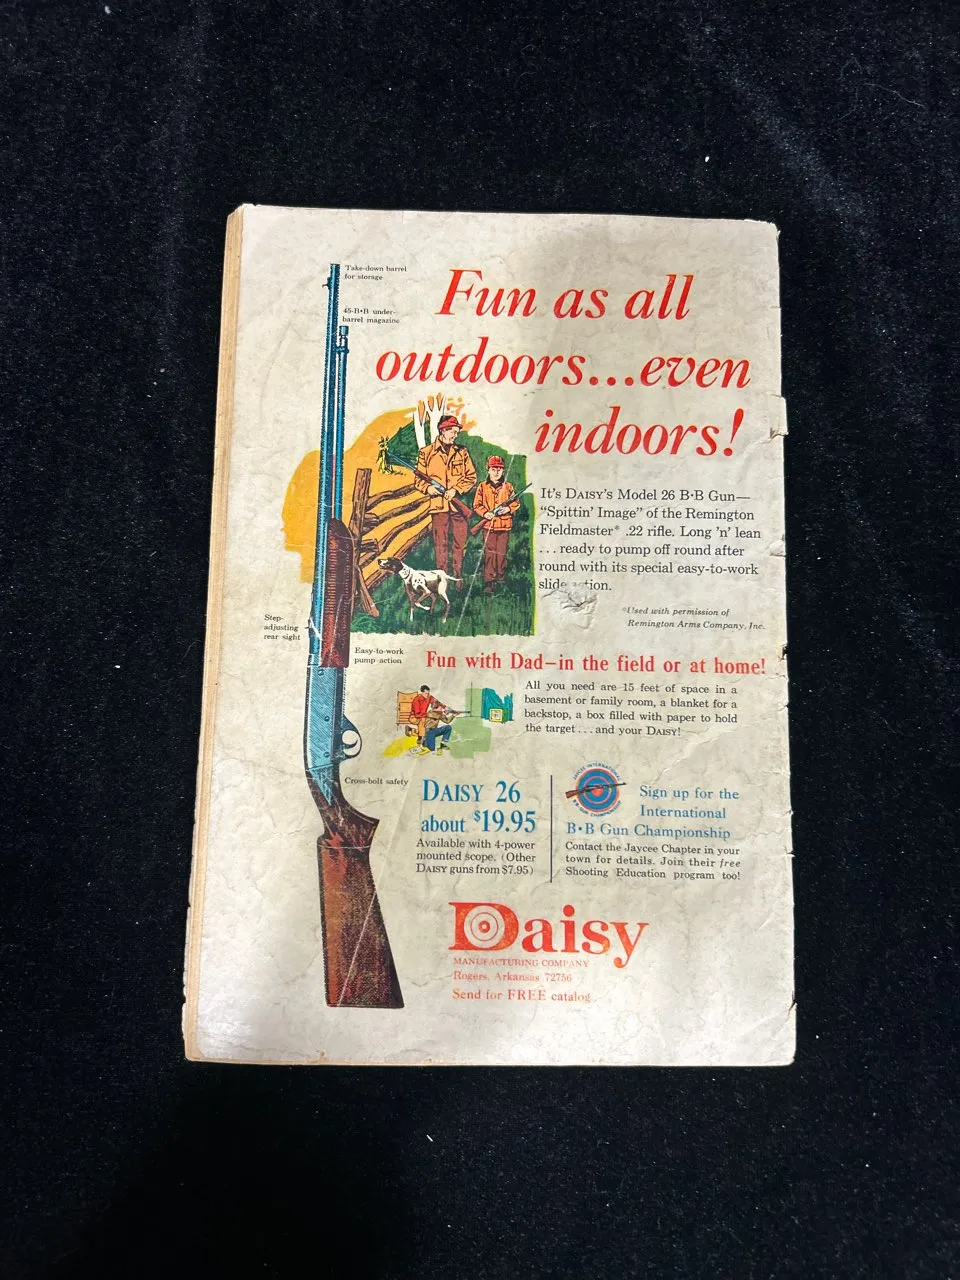 Take-down barrel
for storage
45-B•B under-
barrel magazine
Fun as all
outdoors...even
indoors!
It's DAISY'S Model 26 B•B Gun—
"Spittin' Image" of the Remington
Fieldmaster* .22 rifle. Long 'n' lean
... ready to pump off round after
round with its special easy-to-work
slide action.
*Used with permission of
Remington Arms Company, Inc.
Step-
adjusting
rear sight
Easy-to-work
pump action
Fun with Dad—in the field or at home!
All you need are 15 feet of space in a
basement or family room, a blanket for a
backstop, a box filled with paper to hold
the target... and your DAISY!
Cross-bolt safety
DAISY 26
about $19.95
Available with 4-power
mounted scope. (Other
DAISY guns from $7.95)
JAYCEE INTERNATIONAL
Sign up for the
International
B•B Gun Championship
Contact the Jaycee Chapter in your
town for details. Join their free
Shooting Education program too!
Daisy
MANUFACTURING COMPANY
Rogers, Arkansas 72756
Send for FREE catalog